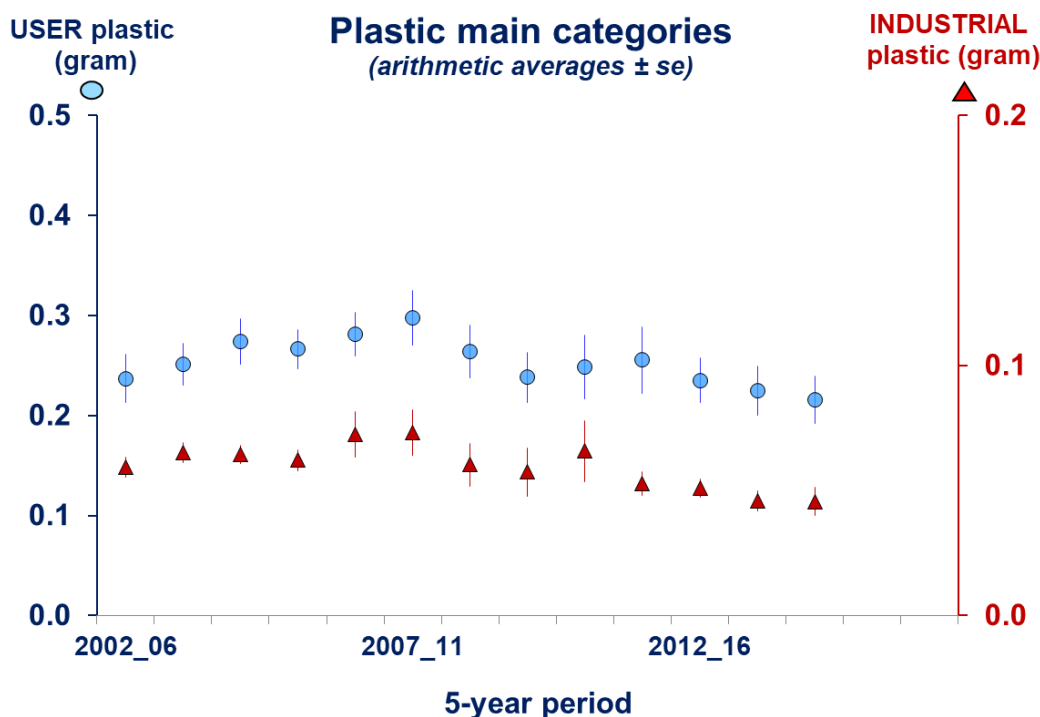 USER plastic
(gram)
Plastic main categories
(arithmetic averages ± se)
INDUSTRIAL
plastic (gram)
0.5
0.4
0.3
0.2
0.1
0.0
0.2
0.1
0.0
2002_06
2007_11
2012_16
5-year period